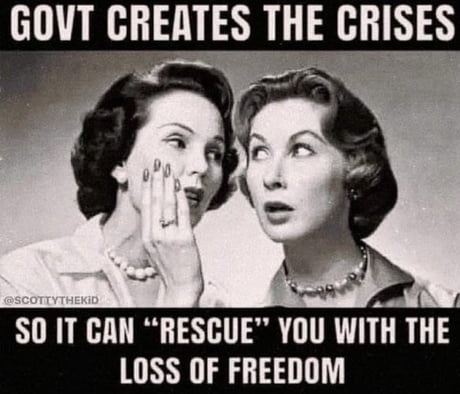 GOVT CREATES THE CRISES
@SCOTTYTHEKID
SO IT CAN “RESCUE” YOU WITH THE
LOSS OF FREEDOM